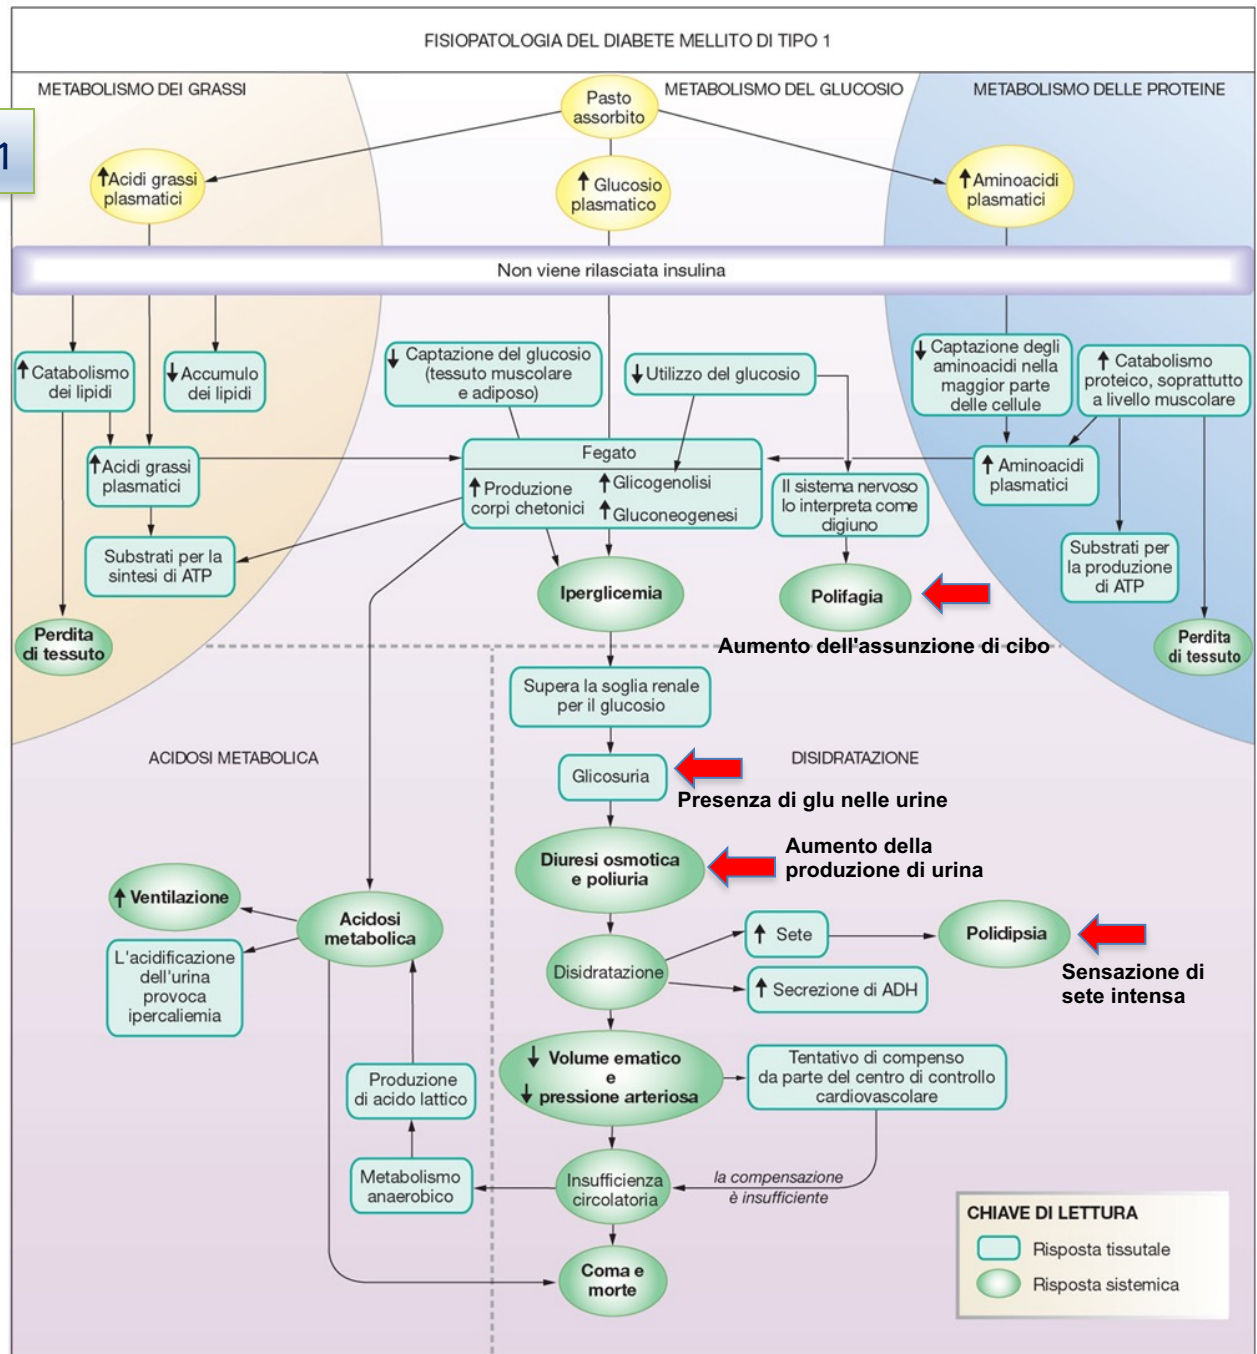 FISIOPATOLOGIA DEL DIABETE MELLITO DI TIPO 1
METABOLISMO DEI GRASSI
METABOLISMO DEL GLUCOSIO
METABOLISMO DELLE PROTEINE
1
Pasto
assorbito
↑Acidi grassi
plasmatici
↑ Glucosio
plasmatico
↑Aminoacidi
plasmatici
Non viene rilasciata insulina
↑Catabolismo
dei lipidi
↓Accumulo
dei lipidi
↓ Captazione del glucosio
(tessuto muscolare
e adiposo)
↓Utilizzo del glucosio
↓ Captazione degli
aminoacidi nella
maggior parte
delle cellule
↑ Catabolismo
proteico, soprattutto
a livello muscolare
↑Acidi grassi
plasmatici
Fegato
↑Produzione
corpi chetonici
↑Glicogenolisi
↑Gluconeogenesi
Il sistema nervoso
lo interpreta come
digiuno
↑ Aminoacidi
plasmatici
Substrati per la
sintesi di ATP
Substrati per
la produzione
di ATP
Iperglicemia
Polifagia
Aumento dell'assunzione di cibo
Perdita
di tessuto
Perdita
di tessuto
Supera la soglia renale
per il glucosio
ACIDOSI METABOLICA
DISIDRATAZIONE
Glicosuria
Presenza di glu nelle urine
Diuresi osmotica
e poliuria
Aumento della
produzione di urina
↑ Ventilazione
Acidosi
metabolica
L'acidificazione
dell'urina
provoca
ipercaliemia
Disidratazione
↑ Sete
Polidipsia
↑ Secrezione di ADH
Sensazione di
sete intensa
↓ Volume ematico
e
↓ pressione arteriosa
Tentativo di compenso
da parte del centro di controllo
cardiovascolare
Produzione
di acido lattico
Metabolismo
anaerobico
Insufficienza
circolatoria
la compensazione
è insufficiente
Coma e
morte
CHIAVE DI LETTURA
Risposta tissutale
Risposta sistemica